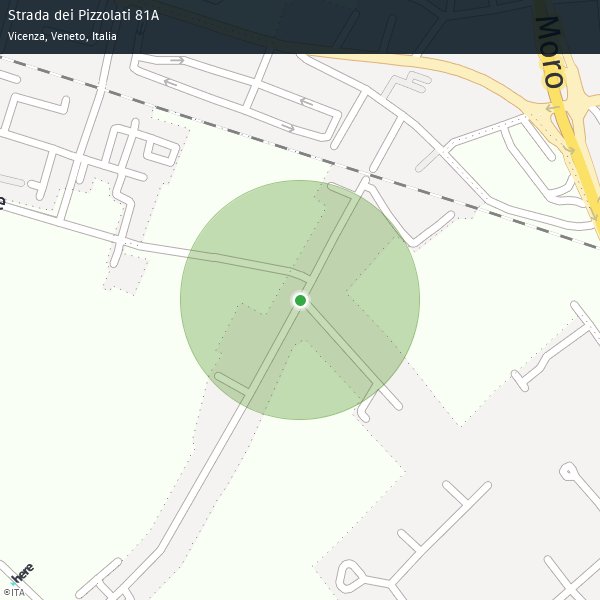 Strada dei Pizzolati 81A
Vicenza, Veneto, Italia
Moro
e
here
©ITA